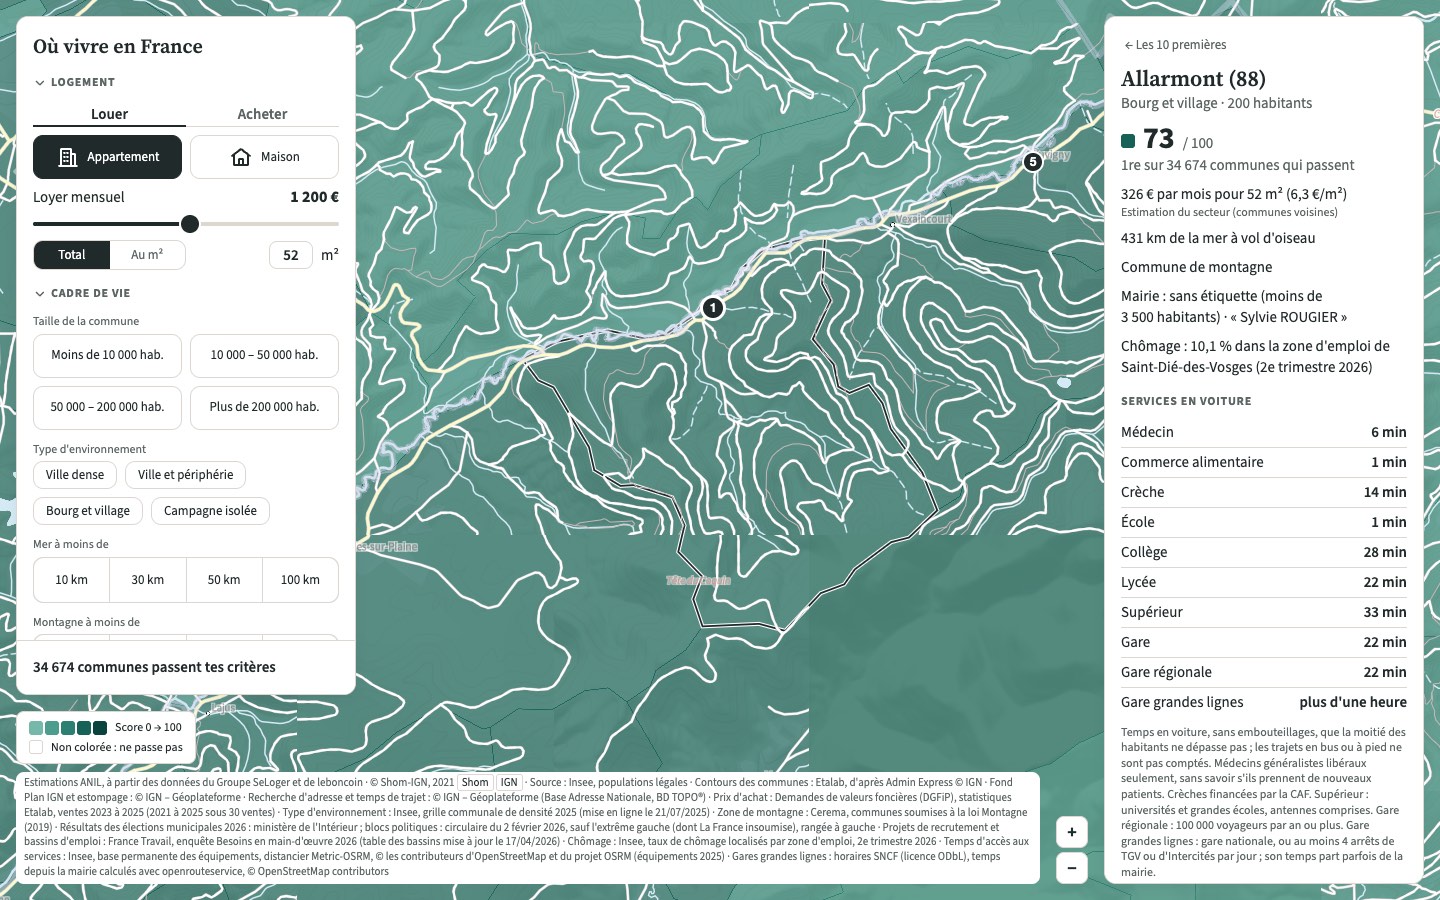 Où vivre en France
LOGEMENT
Louer
Acheter
Appartement
Maison
Loyer mensuel
1 200 €
Total
Au m²
52
m²
CADRE DE VIE
Taille de la commune
Moins de 10 000 hab.
10 000 – 50 000 hab.
50 000 – 200 000 hab.
Plus de 200 000 hab.
Type d'environnement
Ville dense
Ville et périphérie
Bourg et village
Campagne isolée
Mer à moins de
10 km
30 km
50 km
100 km
Montagne à moins de
34 674 communes passent tes critères
Score 0 → 100
Non colorée : ne passe pas
1
5
Vexaincourt
es-sur-Plaine
Estimations ANIL, à partir des données du Groupe SeLoger et de leboncoin · © Shom-IGN, 2021 Shom IGN · Source : Insee, populations légales · Contours des communes : Etalab, d'après Admin Express © IGN · Fond
Plan IGN et estompage : © IGN – Géoplateforme · Recherche d'adresse et temps de trajet : © IGN – Géoplateforme (Base Adresse Nationale, BD TOPO®) · Prix d'achat : Demandes de valeurs foncières (DGFiP), statistiques
Etalab, ventes 2023 à 2025 (2021 à 2025 sous 30 ventes) · Type d'environnement : Insee, grille communale de densité 2025 (mise en ligne le 21/07/2025) · Zone de montagne : Cerema, communes soumises à la loi Montagne
(2019) · Résultats des élections municipales 2026 : ministère de l'Intérieur ; blocs politiques : circulaire du 2 février 2026, sauf l'extrême gauche (dont La France insoumise), rangée à gauche · Projets de recrutement et
bassins d'emploi : France Travail, enquête Besoins en main-d'œuvre 2026 (table des bassins mise à jour le 17/04/2026) · Chômage : Insee, taux de chômage localisés par zone d'emploi, 2e trimestre 2026 · Temps d'accès aux
services : Insee, base permanente des équipements, distancier Metric-OSRM, © les contributeurs d'OpenStreetMap et du projet OSRM (équipements 2025) · Gares grandes lignes : horaires SNCF (licence ODbL), temps
depuis la mairie calculés avec openrouteservice, © OpenStreetMap contributors
+
−
← Les 10 premières
Allarmont (88)
Bourg et village · 200 habitants
73 / 100
1re sur 34 674 communes qui passent
326 € par mois pour 52 m² (6,3 €/m²)
Estimation du secteur (communes voisines)
431 km de la mer à vol d'oiseau
Commune de montagne
Mairie : sans étiquette (moins de
3 500 habitants) · « Sylvie ROUGIER »
Chômage : 10,1 % dans la zone d'emploi de
Saint-Dié-des-Vosges (2e trimestre 2026)
SERVICES EN VOITURE
Médecin 6 min
Commerce alimentaire 1 min
Crèche 14 min
École 1 min
Collège 28 min
Lycée 22 min
Supérieur 33 min
Gare 22 min
Gare régionale 22 min
Gare grandes lignes plus d'une heure
Temps en voiture, sans embouteillages, que la moitié des
habitants ne dépasse pas ; les trajets en bus ou à pied ne
sont pas comptés. Médecins généralistes libéraux
seulement, sans savoir s'ils prennent de nouveaux
patients. Crèches financées par la CAF. Supérieur :
universités et grandes écoles, antennes comprises. Gare
régionale : 100 000 voyageurs par an ou plus. Gare
grandes lignes : gare nationale, ou au moins 4 arrêts de
TGV ou d'Intercités par jour ; son temps part parfois de la
mairie.